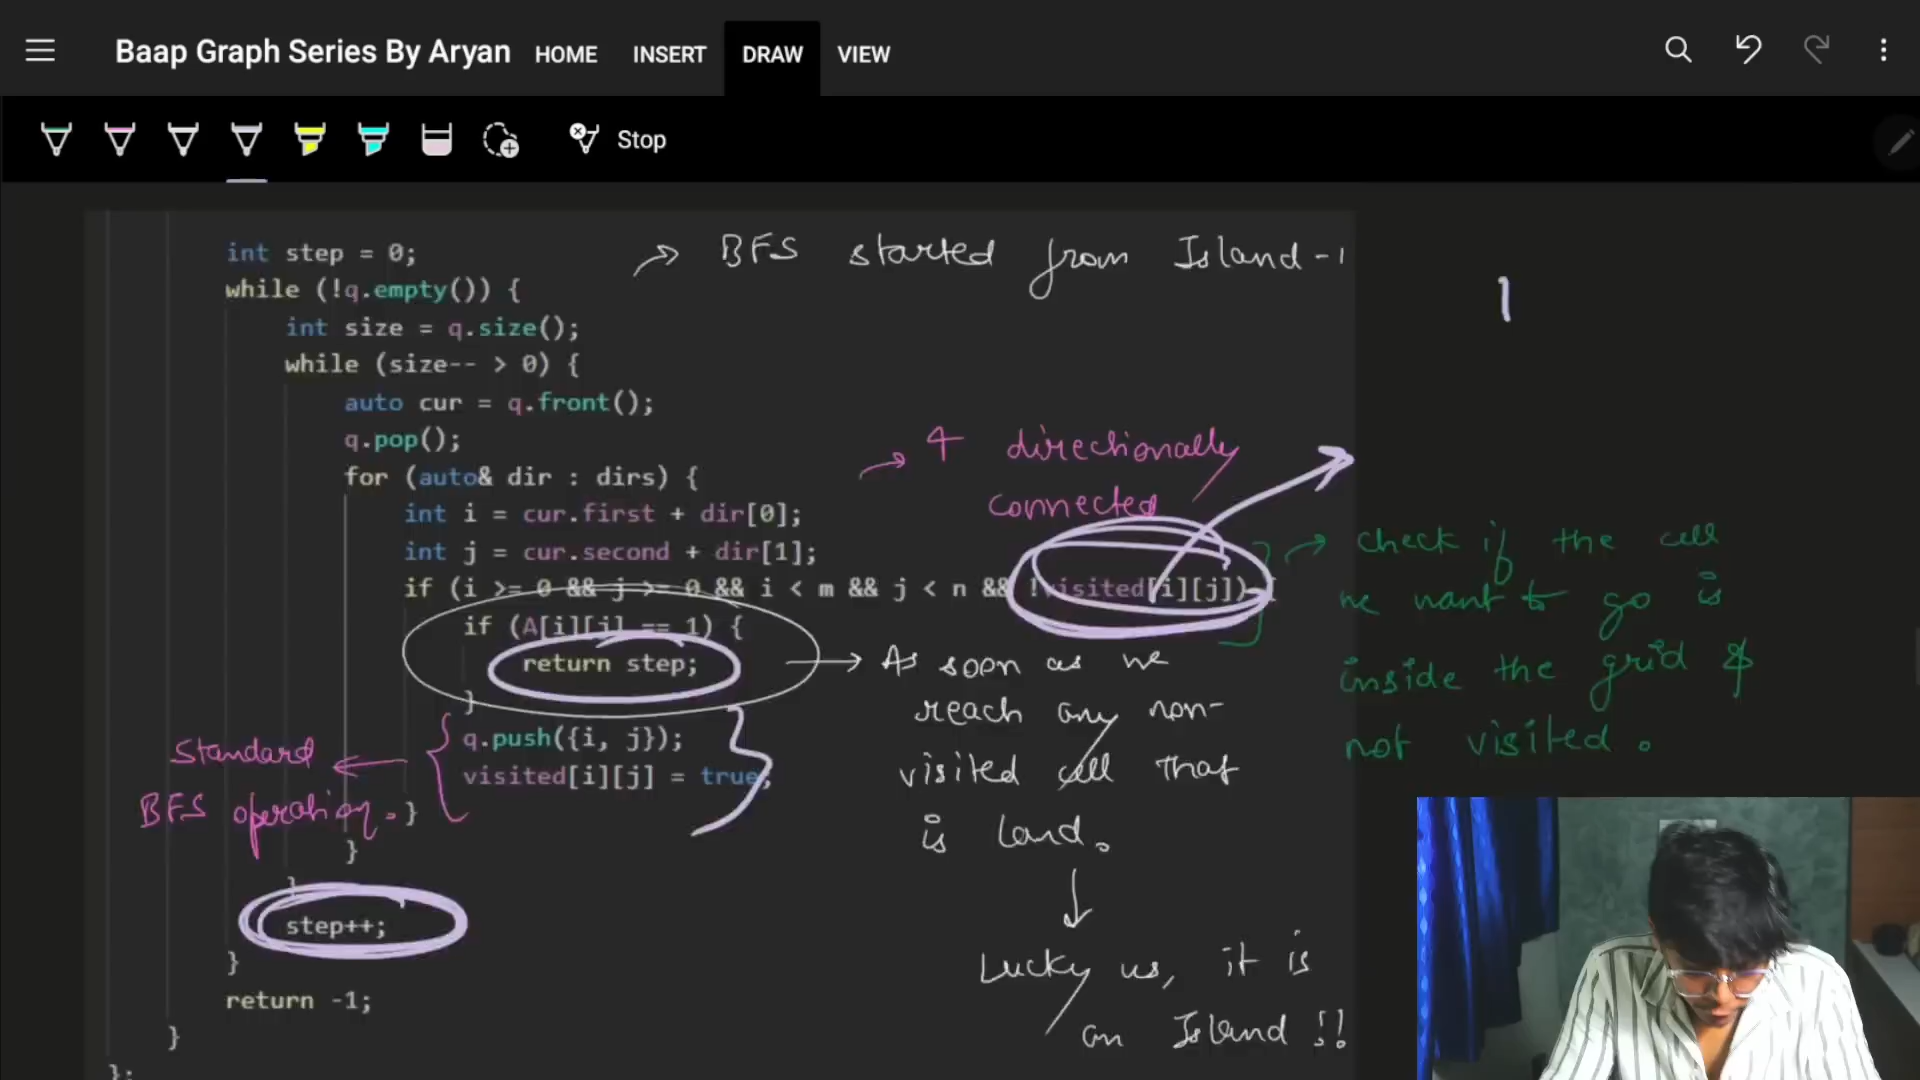 Baap Graph Series By Aryan HOME INSERT DRAW VIEW
Stop
int step = 0;
while (!q.empty()) {
int size = q.size();
while (size-- > 0) {
auto cur = q.front();
q.pop();
for (auto& dir : dirs) {
int i = cur.first + dir[0];
int j = cur.second + dir[1];
if (i >= 0 && j >= 0 && i < m && j < n && !visited[i][j]) {
if (A[i][j] == 1) {
return step;
}
q.push({i, j});
visited[i][j] = true;
}
}
}
step++;
}
return -1;
}
};
→ BFS started from Island-1
1
→ 4 directionally
connected
→ check if the cell
we want to go is
inside the grid &
not visited.
→ As soon as we
reach any non-
visited cell that
is land.
↓
Lucky us, it is
an Island !!
Standard
BFS operation.